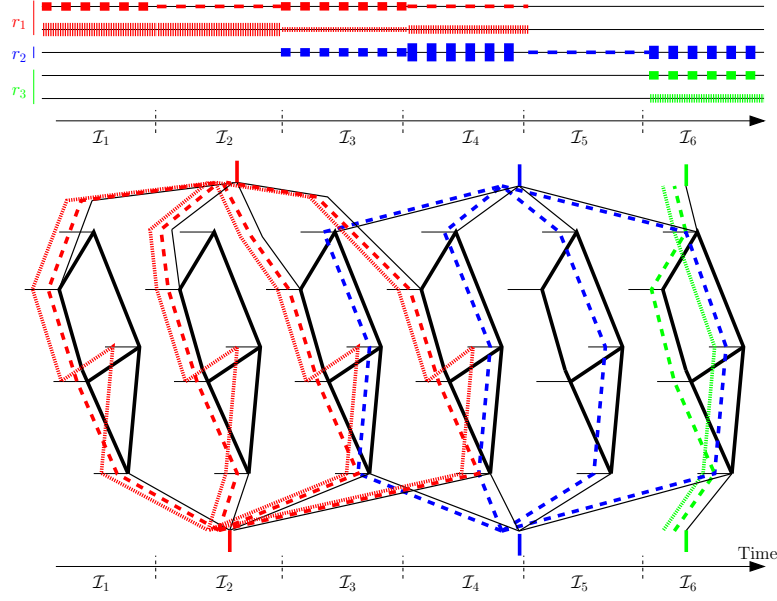 r₁
r₂
r₃
ℐ₁ ℐ₂ ℐ₃ ℐ₄ ℐ₅ ℐ₆
Time
ℐ₁ ℐ₂ ℐ₃ ℐ₄ ℐ₅ ℐ₆